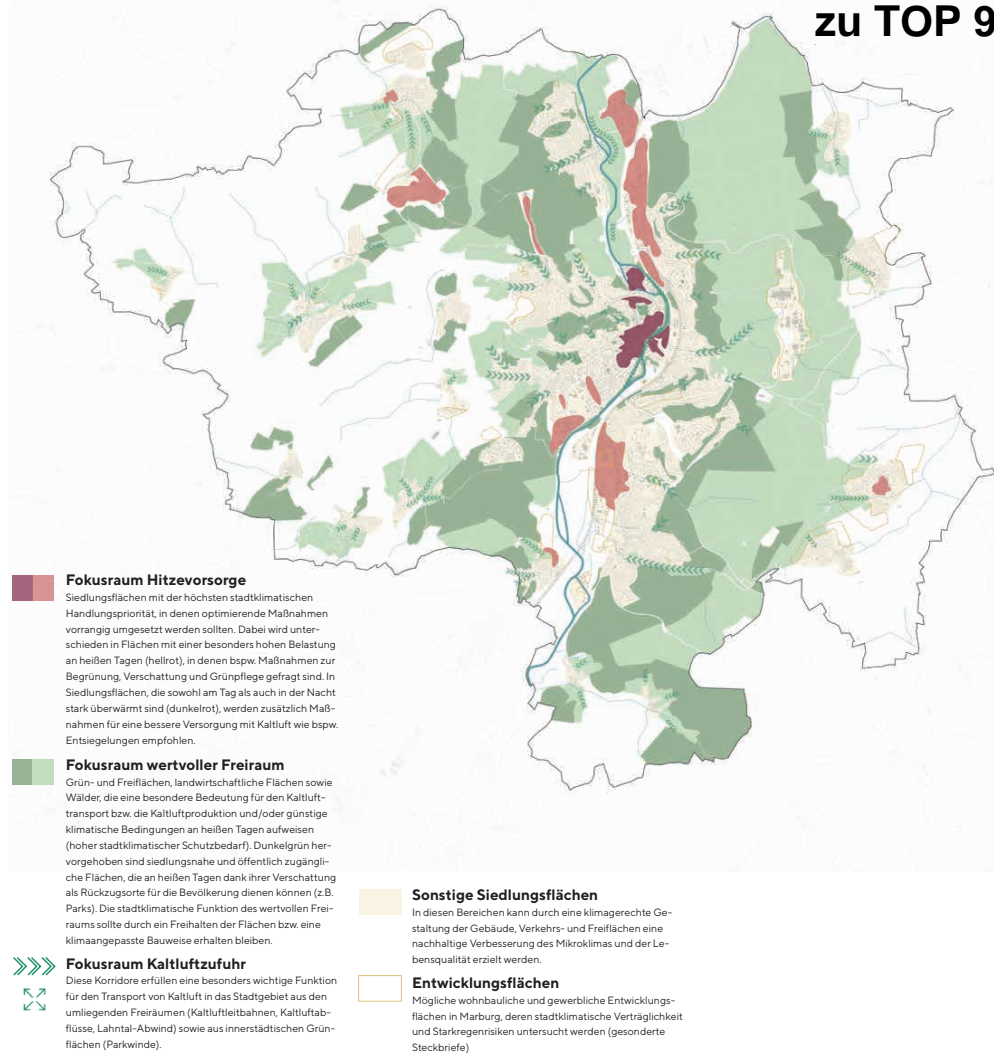 zu TOP 9
Fokusraum Hitzevorsorge
Siedlungsflächen mit der höchsten stadtklimatischen
Handlungspriorität, in denen optimierende Maßnahmen
vorrangig umgesetzt werden sollten. Dabei wird unter-
schieden in Flächen mit einer besonders hohen Belastung
an heißen Tagen (hellrot), in denen bspw. Maßnahmen zur
Begrünung, Verschattung und Grünpflege gefragt sind. In
Siedlungsflächen, die sowohl am Tag als auch in der Nacht
stark überwärmt sind (dunkelrot), werden zusätzlich Maß-
nahmen für eine bessere Versorgung mit Kaltluft wie bspw.
Entsiegelungen empfohlen.
Fokusraum wertvoller Freiraum
Grün- und Freiflächen, landwirtschaftliche Flächen sowie
Wälder, die eine besondere Bedeutung für den Kaltluft-
transport bzw. die Kaltluftproduktion und/oder günstige
klimatische Bedingungen an heißen Tagen aufweisen
(hoher stadtklimatischer Schutzbedarf). Dunkelgrün her-
vorgehoben sind siedlungsnahe und öffentlich zugängli-
che Flächen, die an heißen Tagen dank ihrer Verschattung
als Rückzugsorte für die Bevölkerung dienen können (z.B.
Parks). Die stadtklimatische Funktion des wertvollen Frei-
raums sollte durch ein Freihalten der Flächen bzw. eine
klimaangepasste Bauweise erhalten bleiben.
Fokusraum Kaltluftzufuhr
Diese Korridore erfüllen eine besonders wichtige Funktion
für den Transport von Kaltluft in das Stadtgebiet aus den
umliegenden Freiräumen (Kaltluftleitbahnen, Kaltluftab-
flüsse, Lahntal-Abwind) sowie aus innerstädtischen Grün-
flächen (Parkwinde).
Sonstige Siedlungsflächen
In diesen Bereichen kann durch eine klimagerechte Ge-
staltung der Gebäude, Verkehrs- und Freiflächen eine
nachhaltige Verbesserung des Mikroklimas und der Le-
bensqualität erzielt werden.
Entwicklungsflächen
Mögliche wohnbauliche und gewerbliche Entwicklungs-
flächen in Marburg, deren stadtklimatische Verträglichkeit
und Starkregenrisiken untersucht werden (gesonderte
Steckbriefe)